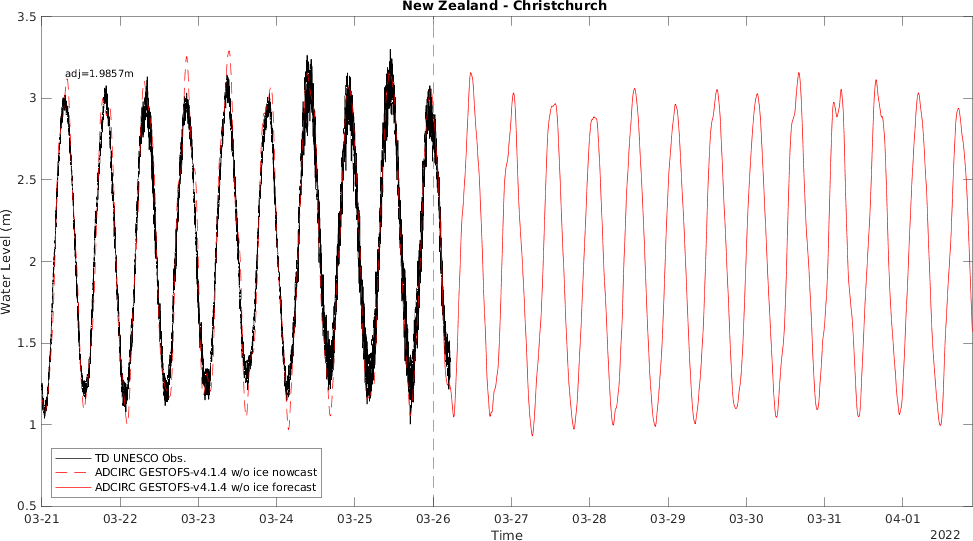 New Zealand - Christchurch
3.5
adj=1.9857m
3
2.5
2
1.5
1
0.5
Water Level (m)
TD UNESCO Obs.
ADCIRC GESTOFS-v4.1.4 w/o ice nowcast
ADCIRC GESTOFS-v4.1.4 w/o ice forecast
03-21 03-22 03-23 03-24 03-25 03-26 03-27 03-28 03-29 03-30 03-31 04-01
Time
2022